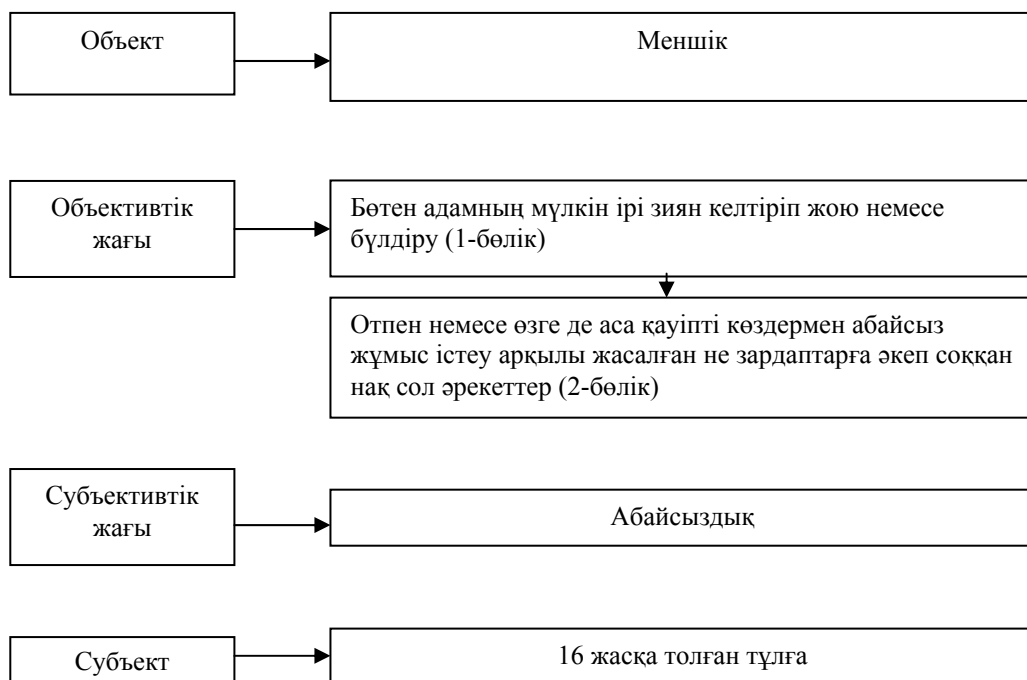 Объект
Меншік
Объективтік
жағы
Бөтен адамның мүлкін ірі зиян келтіріп жою немесе
бүлдіру (1-бөлік)
Отпен немесе өзге де аса қауіпті көздермен абайсыз
жұмыс істеу арқылы жасалған не зардаптарға әкеп соққан
нақ сол әрекеттер (2-бөлік)
Субъективтік
жағы
Абайсыздық
Субъект
16 жасқа толған тұлға